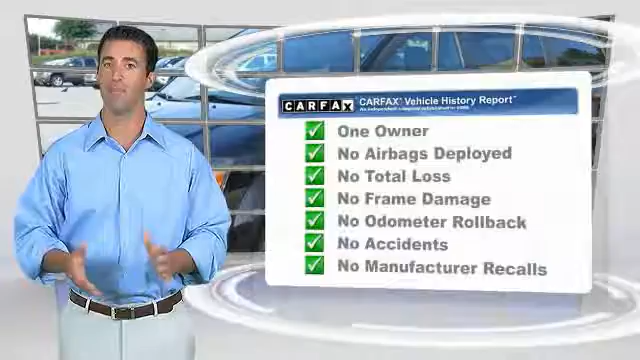 CARFAX CARFAX Vehicle History Report™
One Owner
No Airbags Deployed
No Total Loss
No Frame Damage
No Odometer Rollback
No Accidents
No Manufacturer Recalls